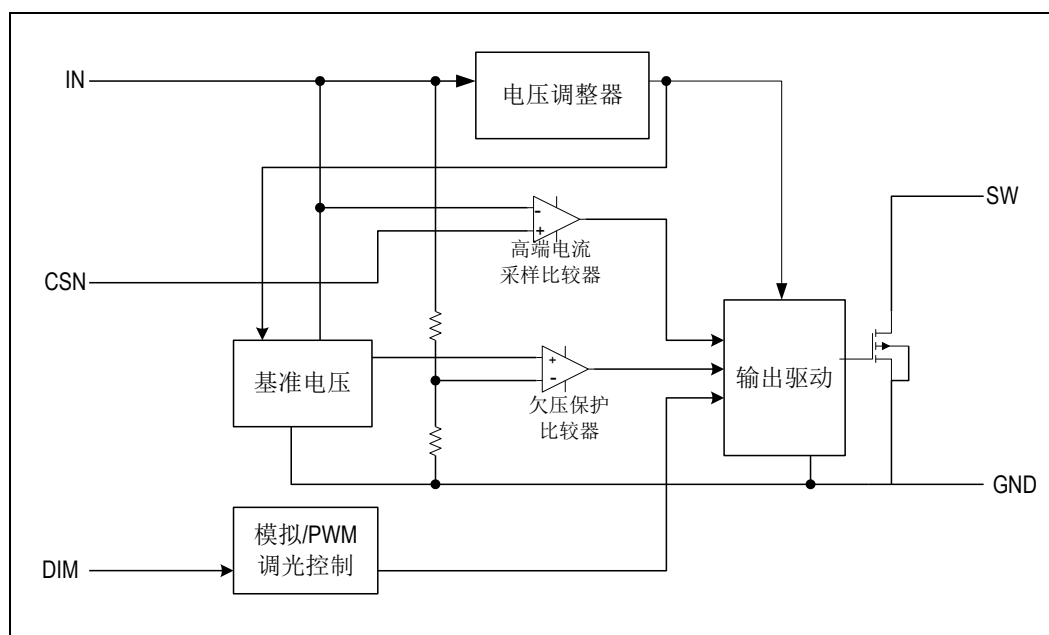 IN
电压调整器
SW
-
+
高端电流
采样比较器
CSN
基准电压
+
-
欠压保护
比较器
输出驱动
GND
模拟/PWM
调光控制
DIM